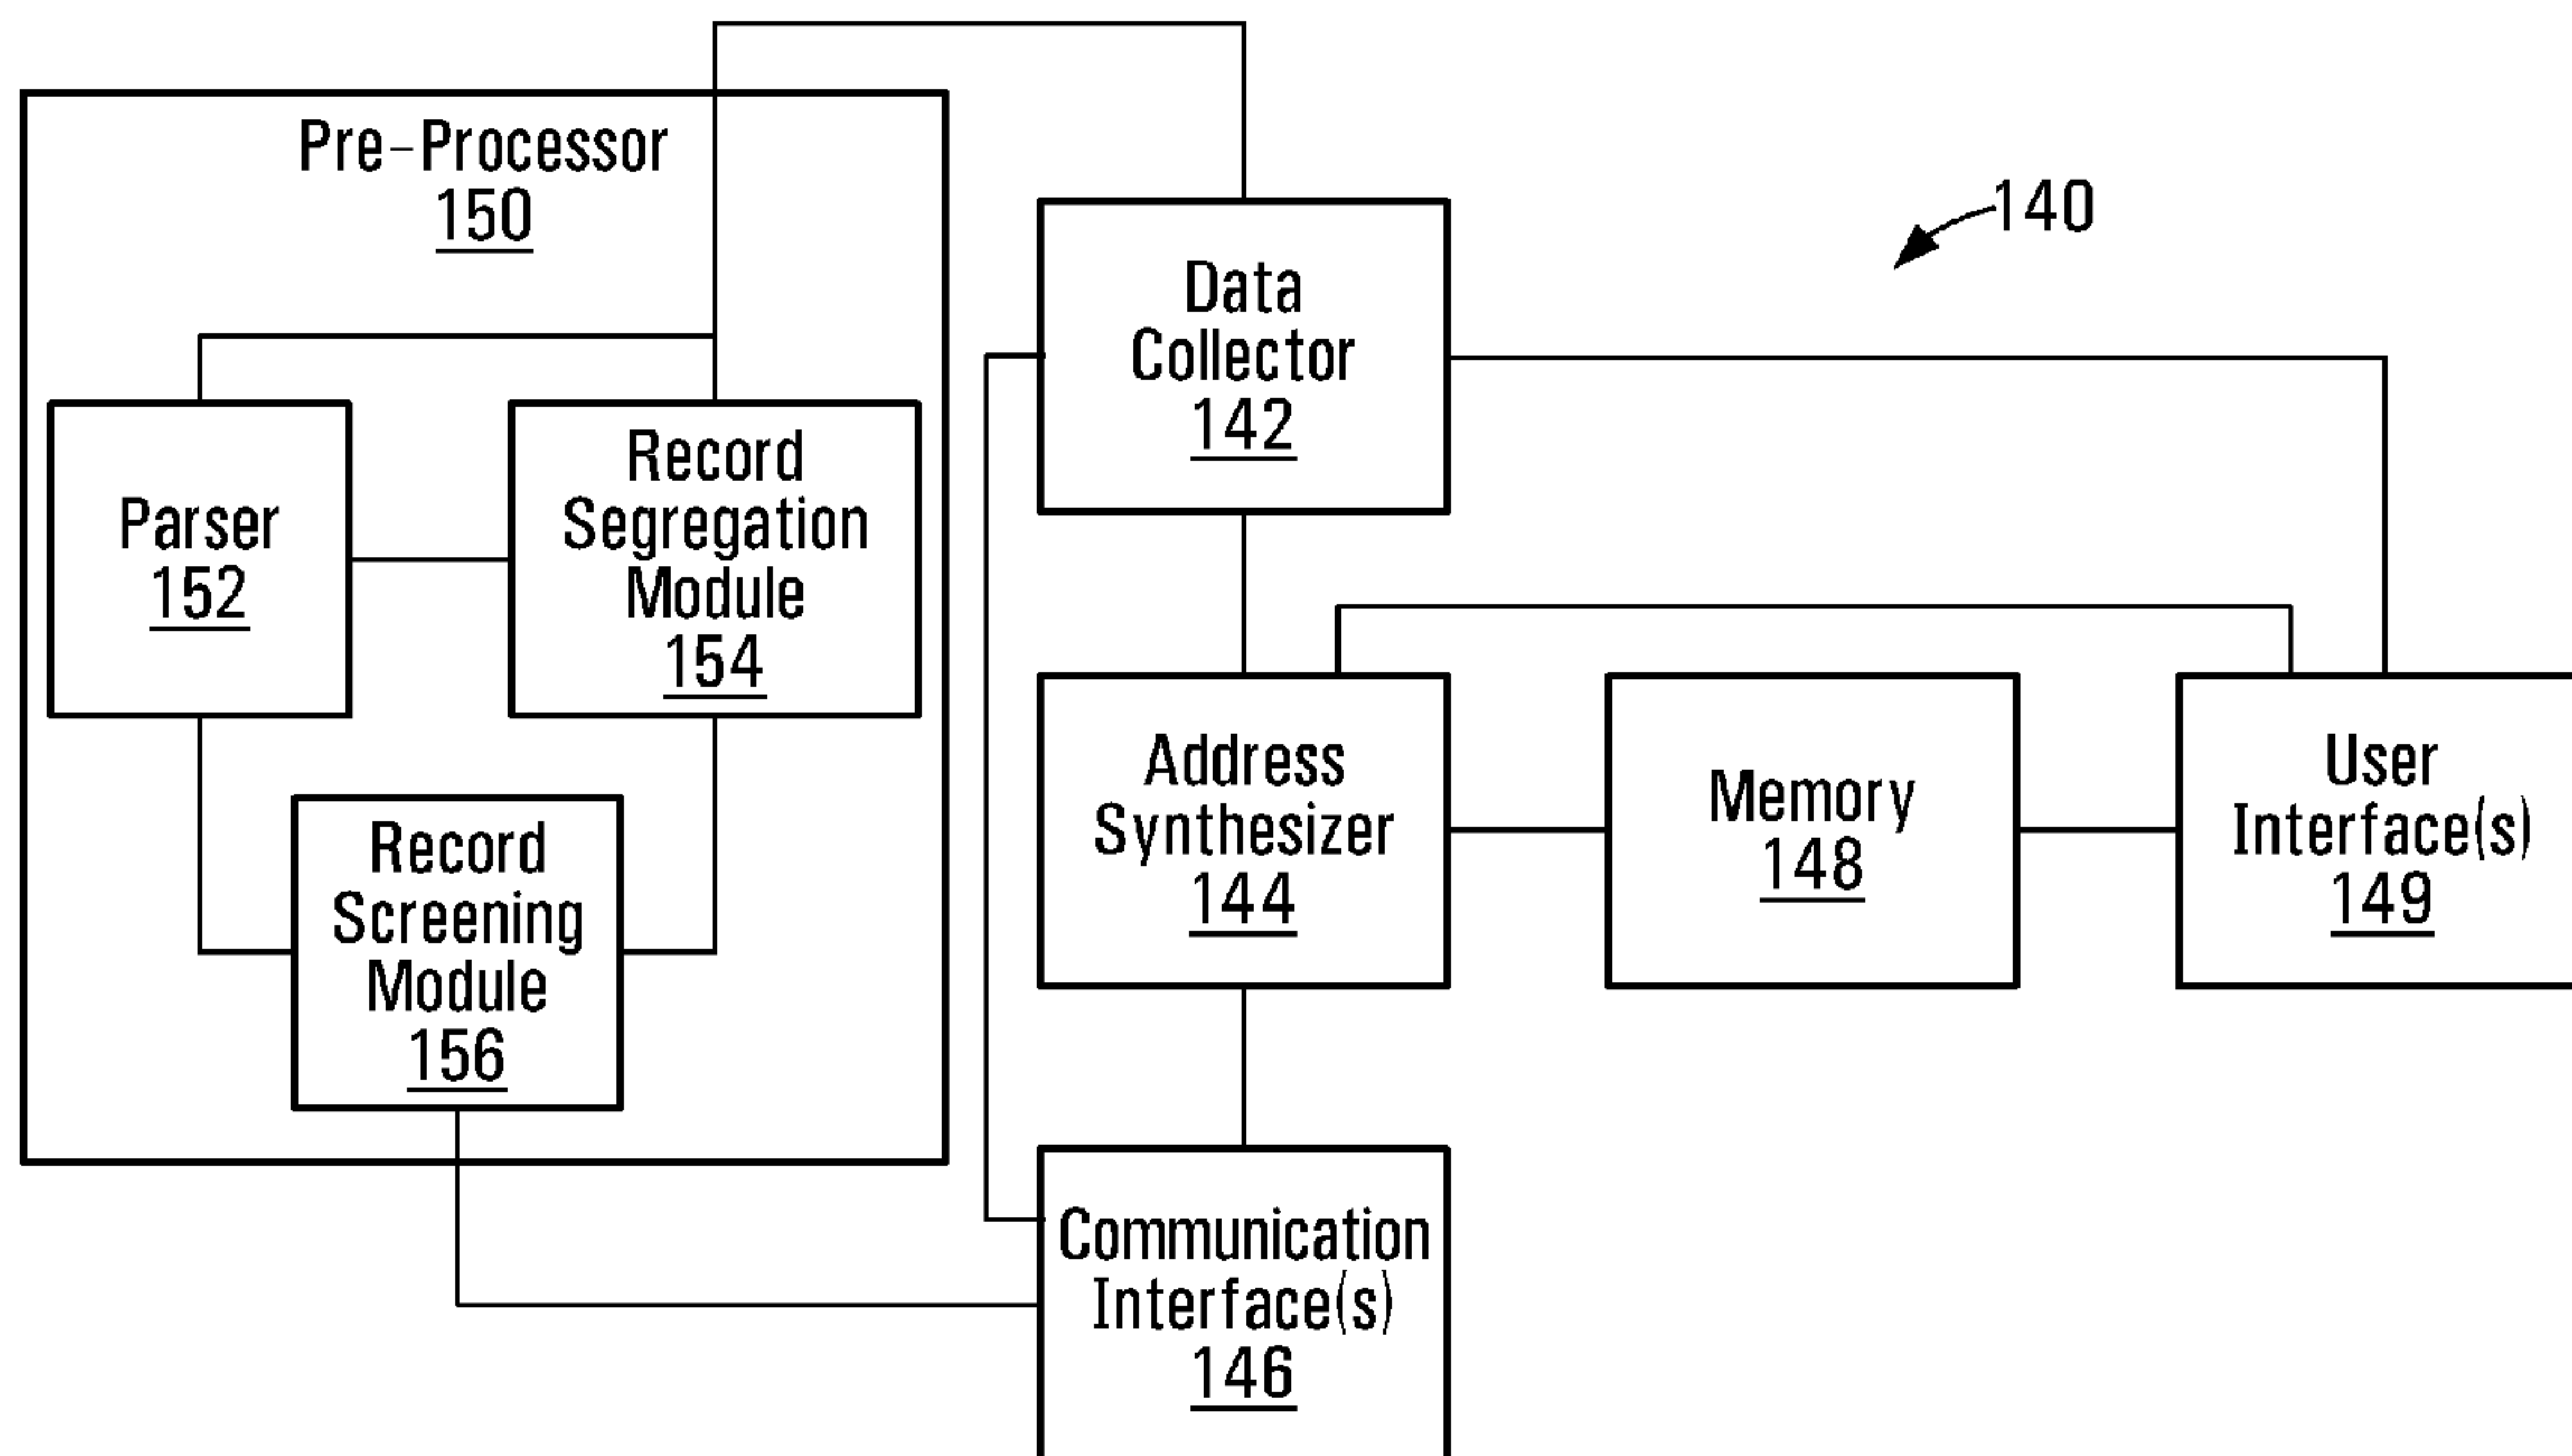 Pre-Processor
150
Parser
152
Record
Segregation
Module
154
Record
Screening
Module
156
Data
Collector
142
140
Address
Synthesizer
144
Memory
148
User
Interface(s)
149
Communication
Interface(s)
146